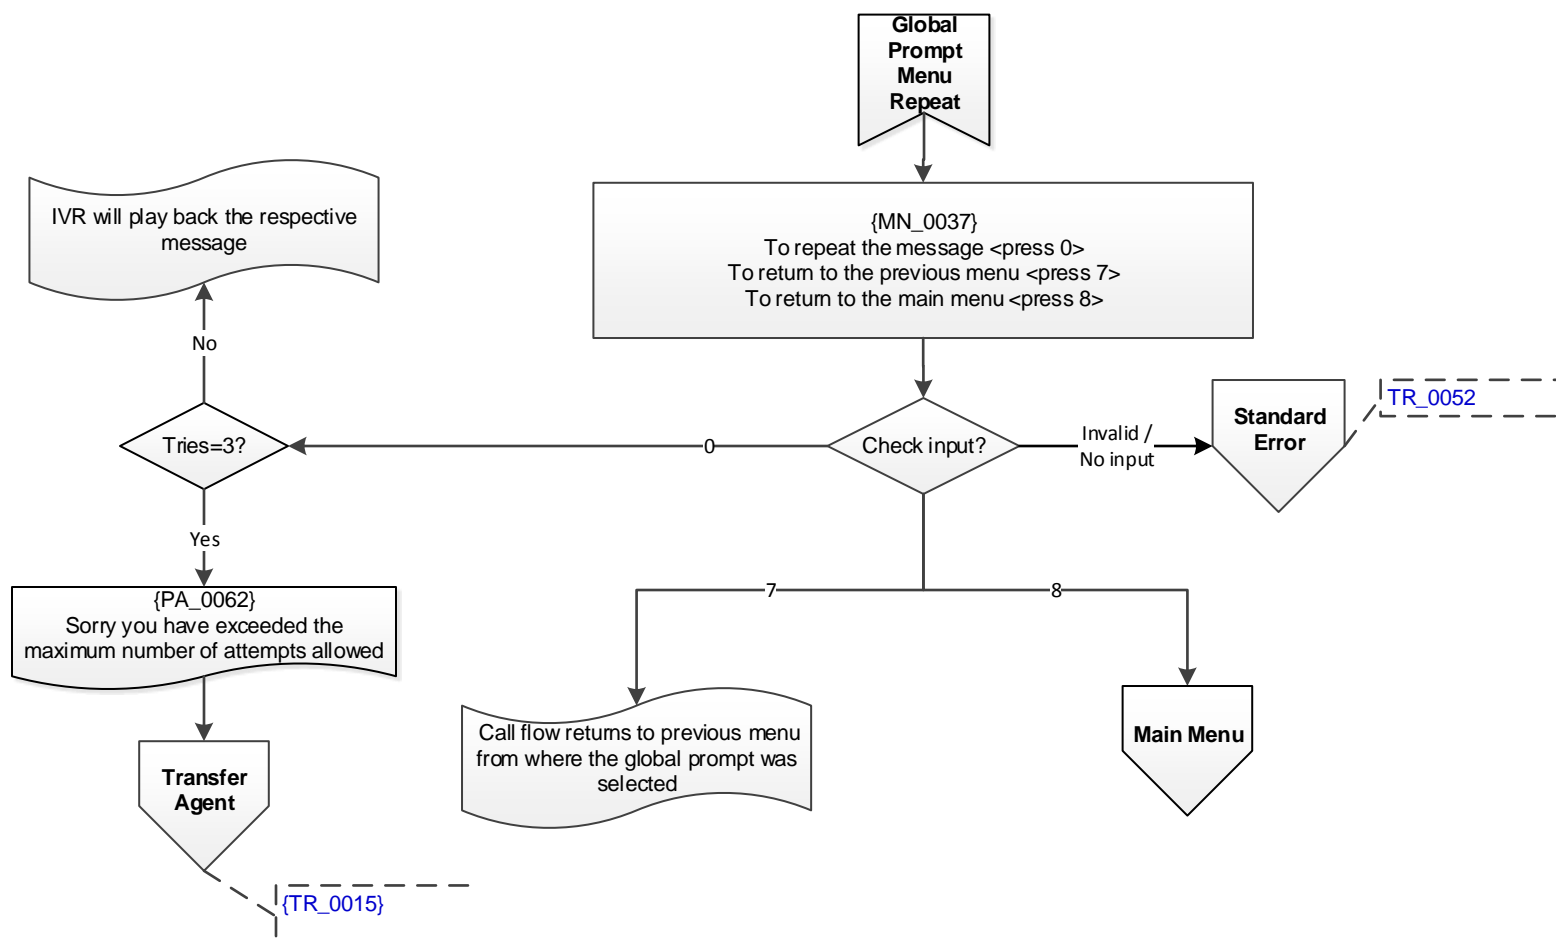 Global
Prompt
Menu
Repeat
{MN_0037}
To repeat the message <press 0>
To return to the previous menu <press 7>
To return to the main menu <press 8>
IVR will play back the respective
message
No
Tries=3?
0
Check input?
Invalid /
No input
Standard
Error
TR_0052
Yes
{PA_0062}
Sorry you have exceeded the
maximum number of attempts allowed
7
8
Call flow returns to previous menu
from where the global prompt was
selected
Main Menu
Transfer
Agent
{TR_0015}